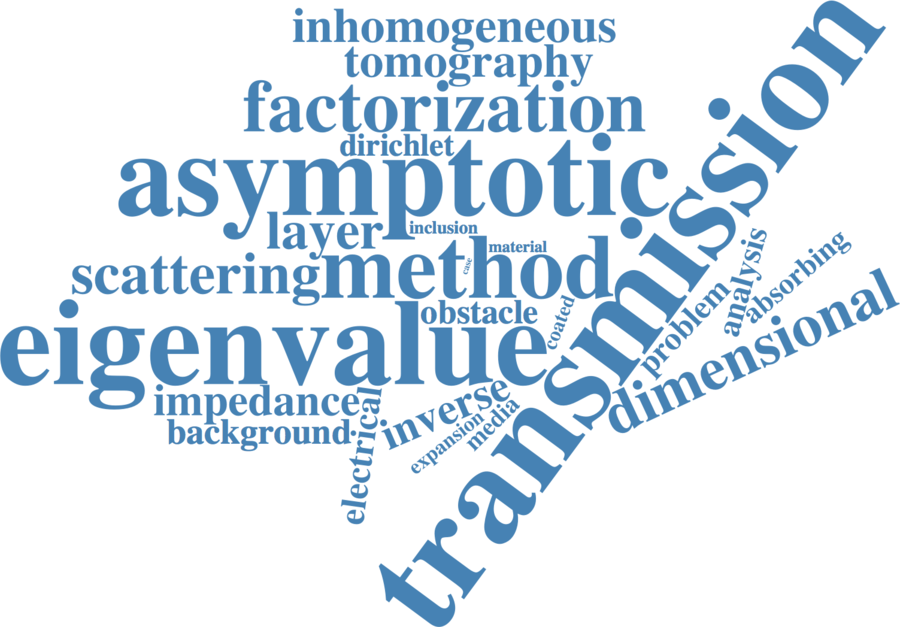 inhomogeneous
tomography
factorization
dirichlet
asymptotic
layer
inclusion
material
scattering
method
case
obstacle
coated
eigenvalue
transmission
problem
analysis
absorbing
dimensional
impedance
background
electrical
inverse
expansion
media